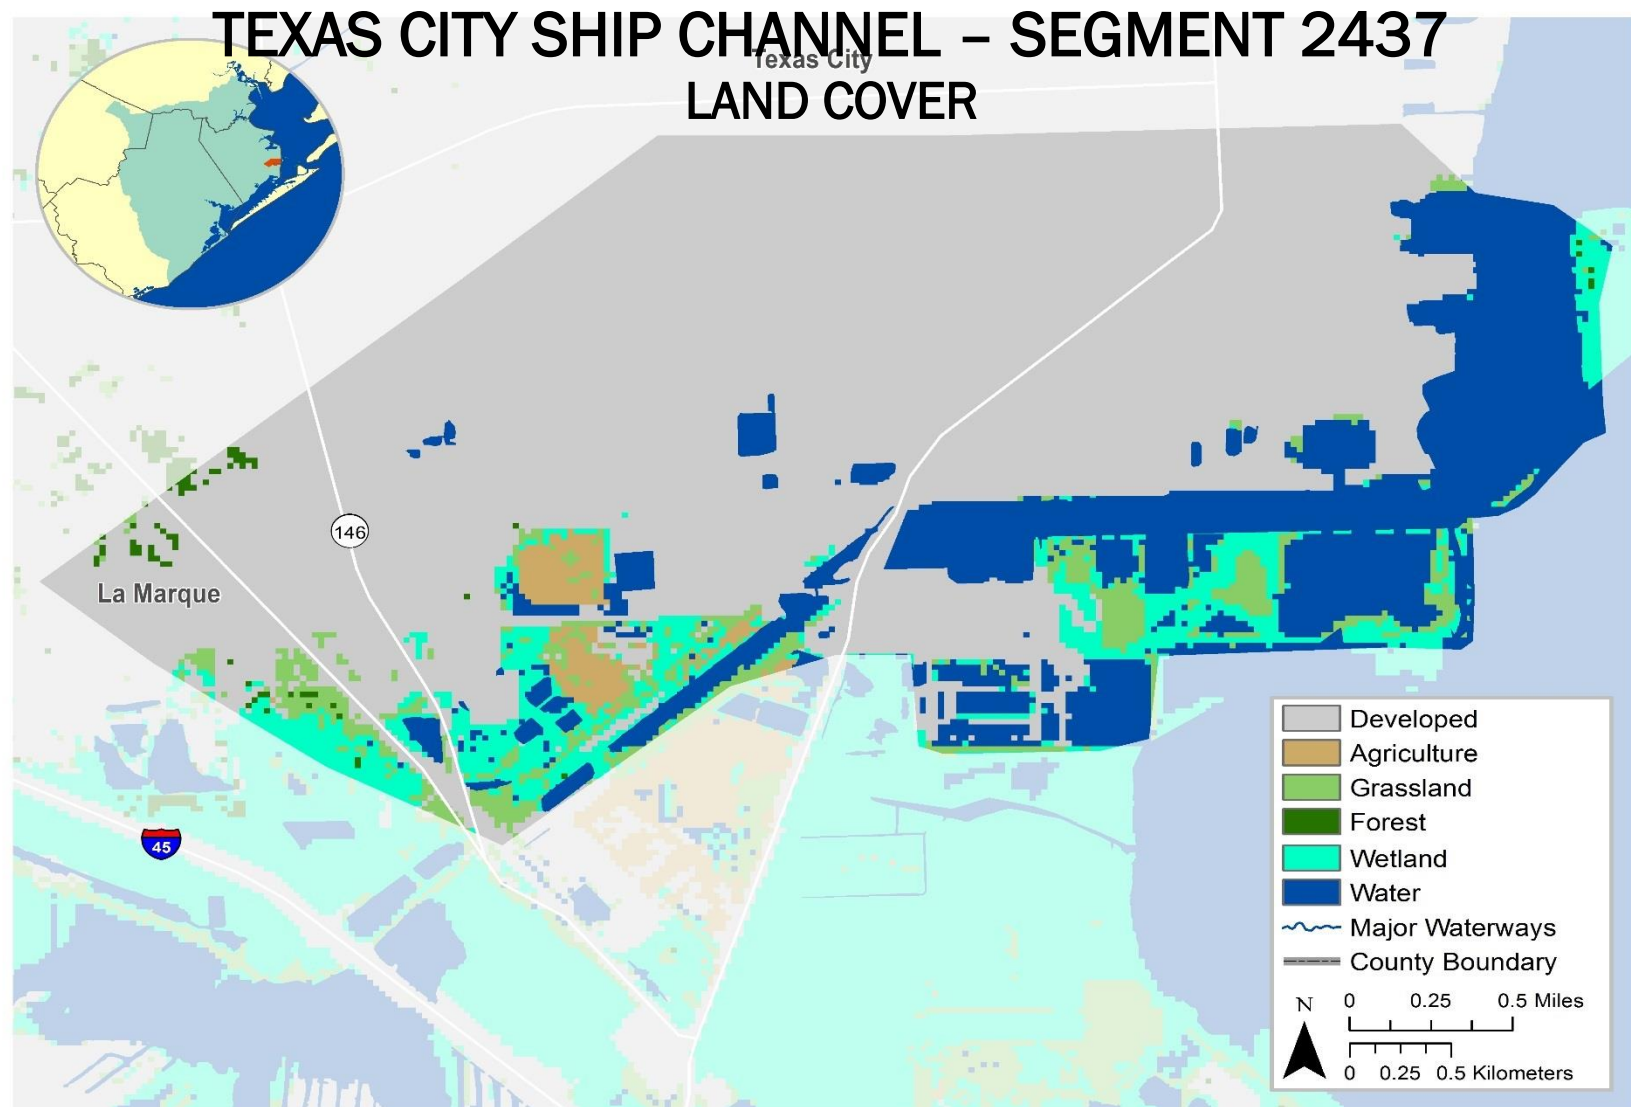 TEXAS CITY SHIP CHANNEL – SEGMENT 2437
Texas City
LAND COVER
146
La Marque
45
Developed
Agriculture
Grassland
Forest
Wetland
Water
Major Waterways
County Boundary
N
0 0.25 0.5 Miles
0 0.25 0.5 Kilometers